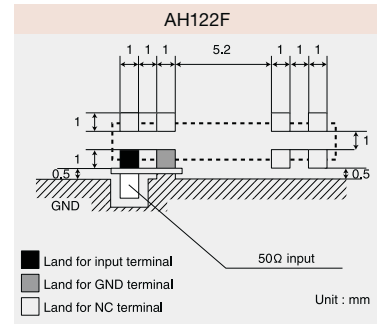 AH122F
1 1 1 5.2 1 1 1
1
1
1
0.5
0.5
GND
50Ω input
Land for input terminal
Land for GND terminal
Land for NC terminal
Unit : mm